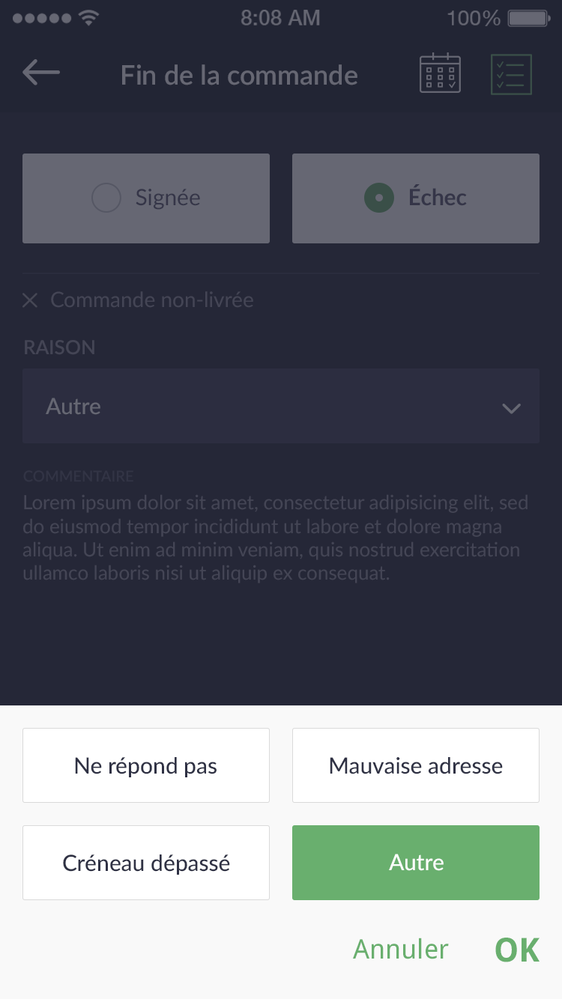 8:08 AM 100%
Fin de la commande
Signée Échec
Commande non-livrée
RAISON
Autre
COMMENTAIRE
Lorem ipsum dolor sit amet, consectetur adipisicing elit, sed
do eiusmod tempor incididunt ut labore et dolore magna
aliqua. Ut enim ad minim veniam, quis nostrud exercitation
ullamco laboris nisi ut aliquip ex consequat.
Ne répond pas Mauvaise adresse
Créneau dépassé Autre
Annuler OK